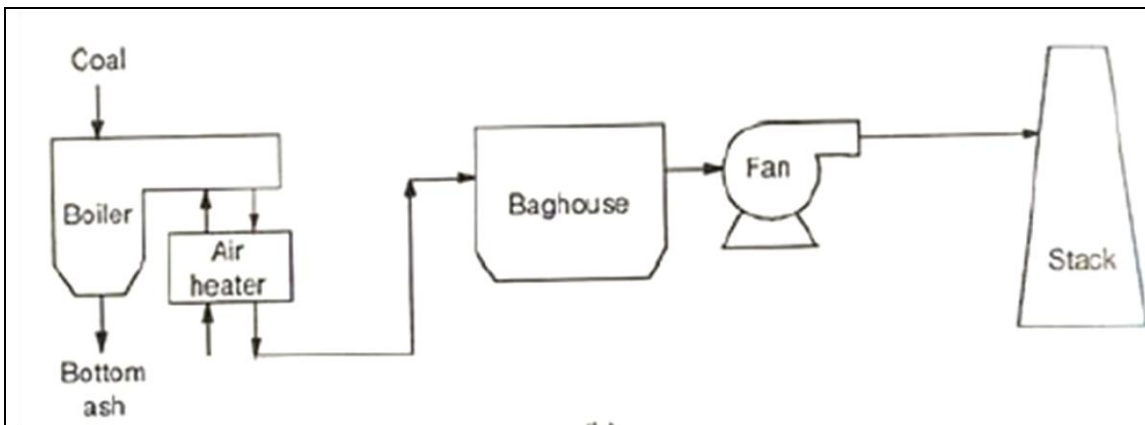 Coal
Boiler
Air
heater
Bottom
ash
Baghouse
Fan
Stack